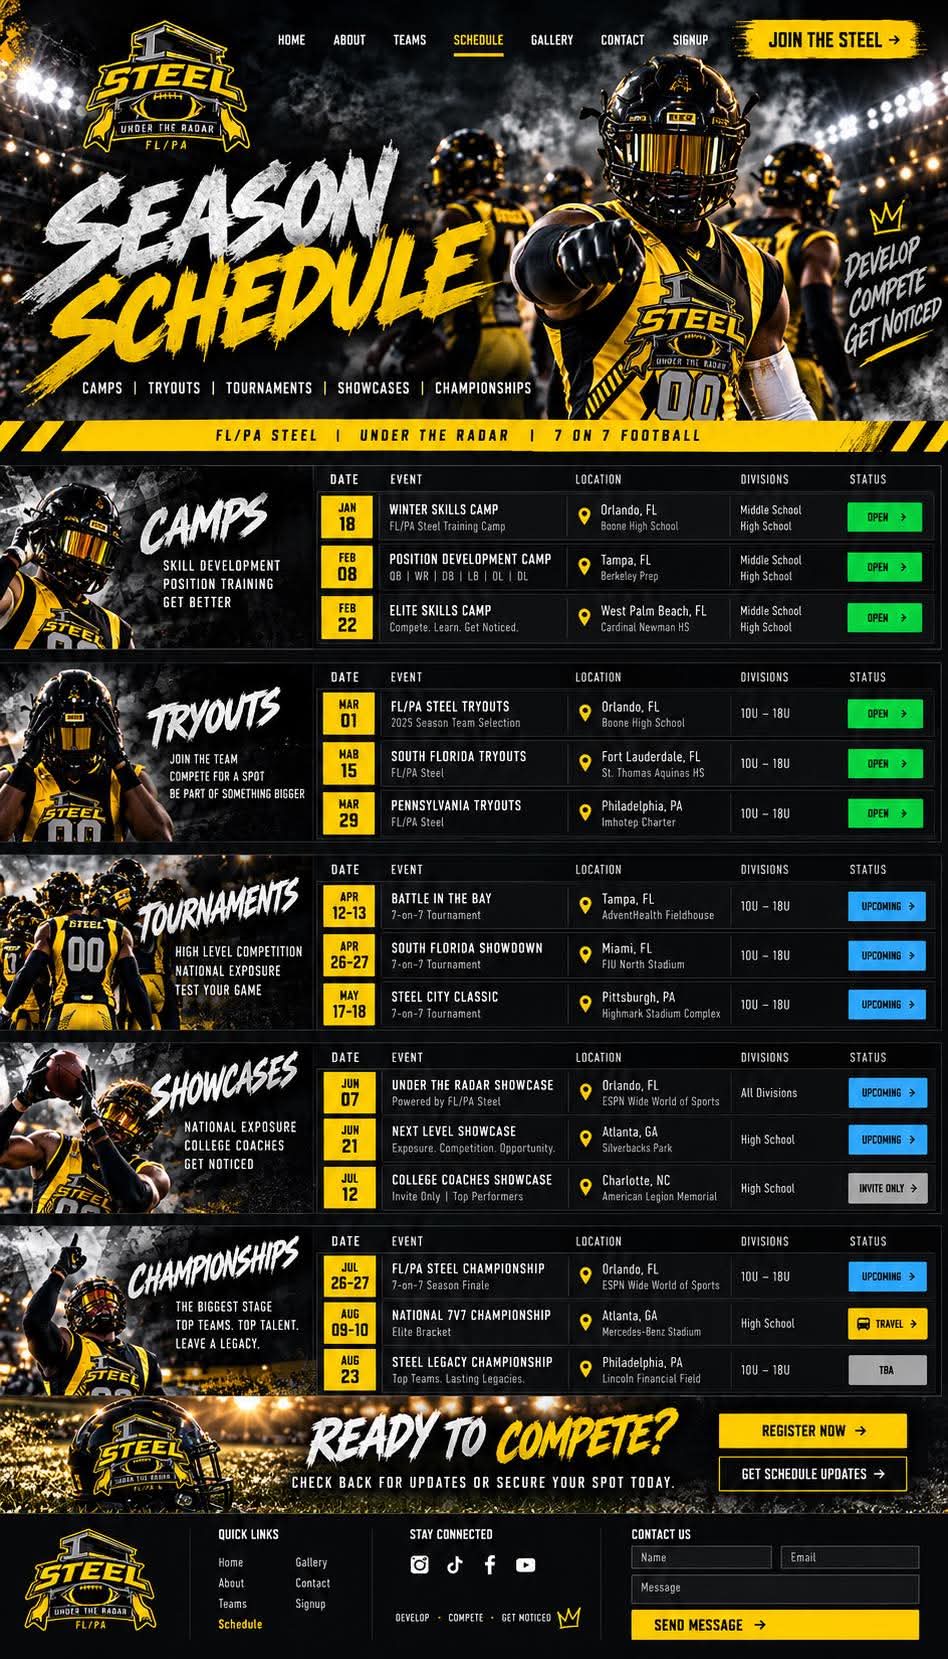 STEEL
UNDER THE RADAR
FL/PA
HOME
ABOUT
TEAMS
SCHEDULE
GALLERY
CONTACT
SIGNUP
JOIN THE STEEL →
SEASON
SCHEDULE
CAMPS | TRYOUTS | TOURNAMENTS | SHOWCASES | CHAMPIONSHIPS
DEVELOP
COMPETE
GET NOTICED
STEEL
UNDER THE RADAR
00
FL/PA STEEL | UNDER THE RADAR | 7 ON 7 FOOTBALL
CAMPS
SKILL DEVELOPMENT
POSITION TRAINING
GET BETTER
STEEL
DATE EVENT LOCATION DIVISIONS STATUS
JAN
18
WINTER SKILLS CAMP
FL/PA Steel Training Camp
Orlando, FL
Boone High School
Middle School
High School
OPEN →
FEB
08
POSITION DEVELOPMENT CAMP
QB | WR | DB | LB | OL | DL
Tampa, FL
Berkeley Prep
Middle School
High School
OPEN →
FEB
22
ELITE SKILLS CAMP
Compete. Learn. Get Noticed.
West Palm Beach, FL
Cardinal Newman HS
Middle School
High School
OPEN →
TRYOUTS
JOIN THE TEAM
COMPETE FOR A SPOT
BE PART OF SOMETHING BIGGER
STEEL
00
DATE EVENT LOCATION DIVISIONS STATUS
MAR
01
FL/PA STEEL TRYOUTS
2025 Season Team Selection
Orlando, FL
Boone High School
10U – 18U
OPEN →
MAR
15
SOUTH FLORIDA TRYOUTS
FL/PA Steel
Fort Lauderdale, FL
St. Thomas Aquinas HS
10U – 18U
OPEN →
MAR
29
PENNSYLVANIA TRYOUTS
FL/PA Steel
Philadelphia, PA
Imhotep Charter
10U – 18U
OPEN →
TOURNAMENTS
HIGH LEVEL COMPETITION
NATIONAL EXPOSURE
TEST YOUR GAME
STEEL
00
DATE EVENT LOCATION DIVISIONS STATUS
APR
12-13
BATTLE IN THE BAY
7-on-7 Tournament
Tampa, FL
AdventHealth Fieldhouse
10U – 18U
UPCOMING →
APR
26-27
SOUTH FLORIDA SHOWDOWN
7-on-7 Tournament
Miami, FL
FIU North Stadium
10U – 18U
UPCOMING →
MAY
17-18
STEEL CITY CLASSIC
7-on-7 Tournament
Pittsburgh, PA
Highmark Stadium Complex
10U – 18U
UPCOMING →
SHOWCASES
NATIONAL EXPOSURE
COLLEGE COACHES
GET NOTICED
STEEL
DATE EVENT LOCATION DIVISIONS STATUS
JUN
07
UNDER THE RADAR SHOWCASE
Powered by FL/PA Steel
Orlando, FL
ESPN Wide World of Sports
All Divisions
UPCOMING →
JUN
21
NEXT LEVEL SHOWCASE
Exposure. Competition. Opportunity.
Atlanta, GA
Silverbacks Park
High School
UPCOMING →
JUL
12
COLLEGE COACHES SHOWCASE
Invite Only | Top Performers
Charlotte, NC
American Legion Memorial
High School
INVITE ONLY →
CHAMPIONSHIPS
THE BIGGEST STAGE
TOP TEAMS. TOP TALENT.
LEAVE A LEGACY.
STEEL
DATE EVENT LOCATION DIVISIONS STATUS
JUL
26-27
FL/PA STEEL CHAMPIONSHIP
7-on-7 Season Finale
Orlando, FL
ESPN Wide World of Sports
10U – 18U
UPCOMING →
AUG
09-10
NATIONAL 7V7 CHAMPIONSHIP
Elite Bracket
Atlanta, GA
Mercedes-Benz Stadium
High School
TRAVEL →
AUG
23
STEEL LEGACY CHAMPIONSHIP
Top Teams. Lasting Legacies.
Philadelphia, PA
Lincoln Financial Field
10U – 18U
TBA
STEEL
UNDER THE RADAR
READY TO COMPETE?
CHECK BACK FOR UPDATES OR SECURE YOUR SPOT TODAY.
REGISTER NOW →
GET SCHEDULE UPDATES →
STEEL
UNDER THE RADAR
FL/PA
QUICK LINKS
Home
About
Teams
Schedule
Gallery
Contact
Signup
STAY CONNECTED
DEVELOP • COMPETE • GET NOTICED
CONTACT US
Name
Email
Message
SEND MESSAGE →